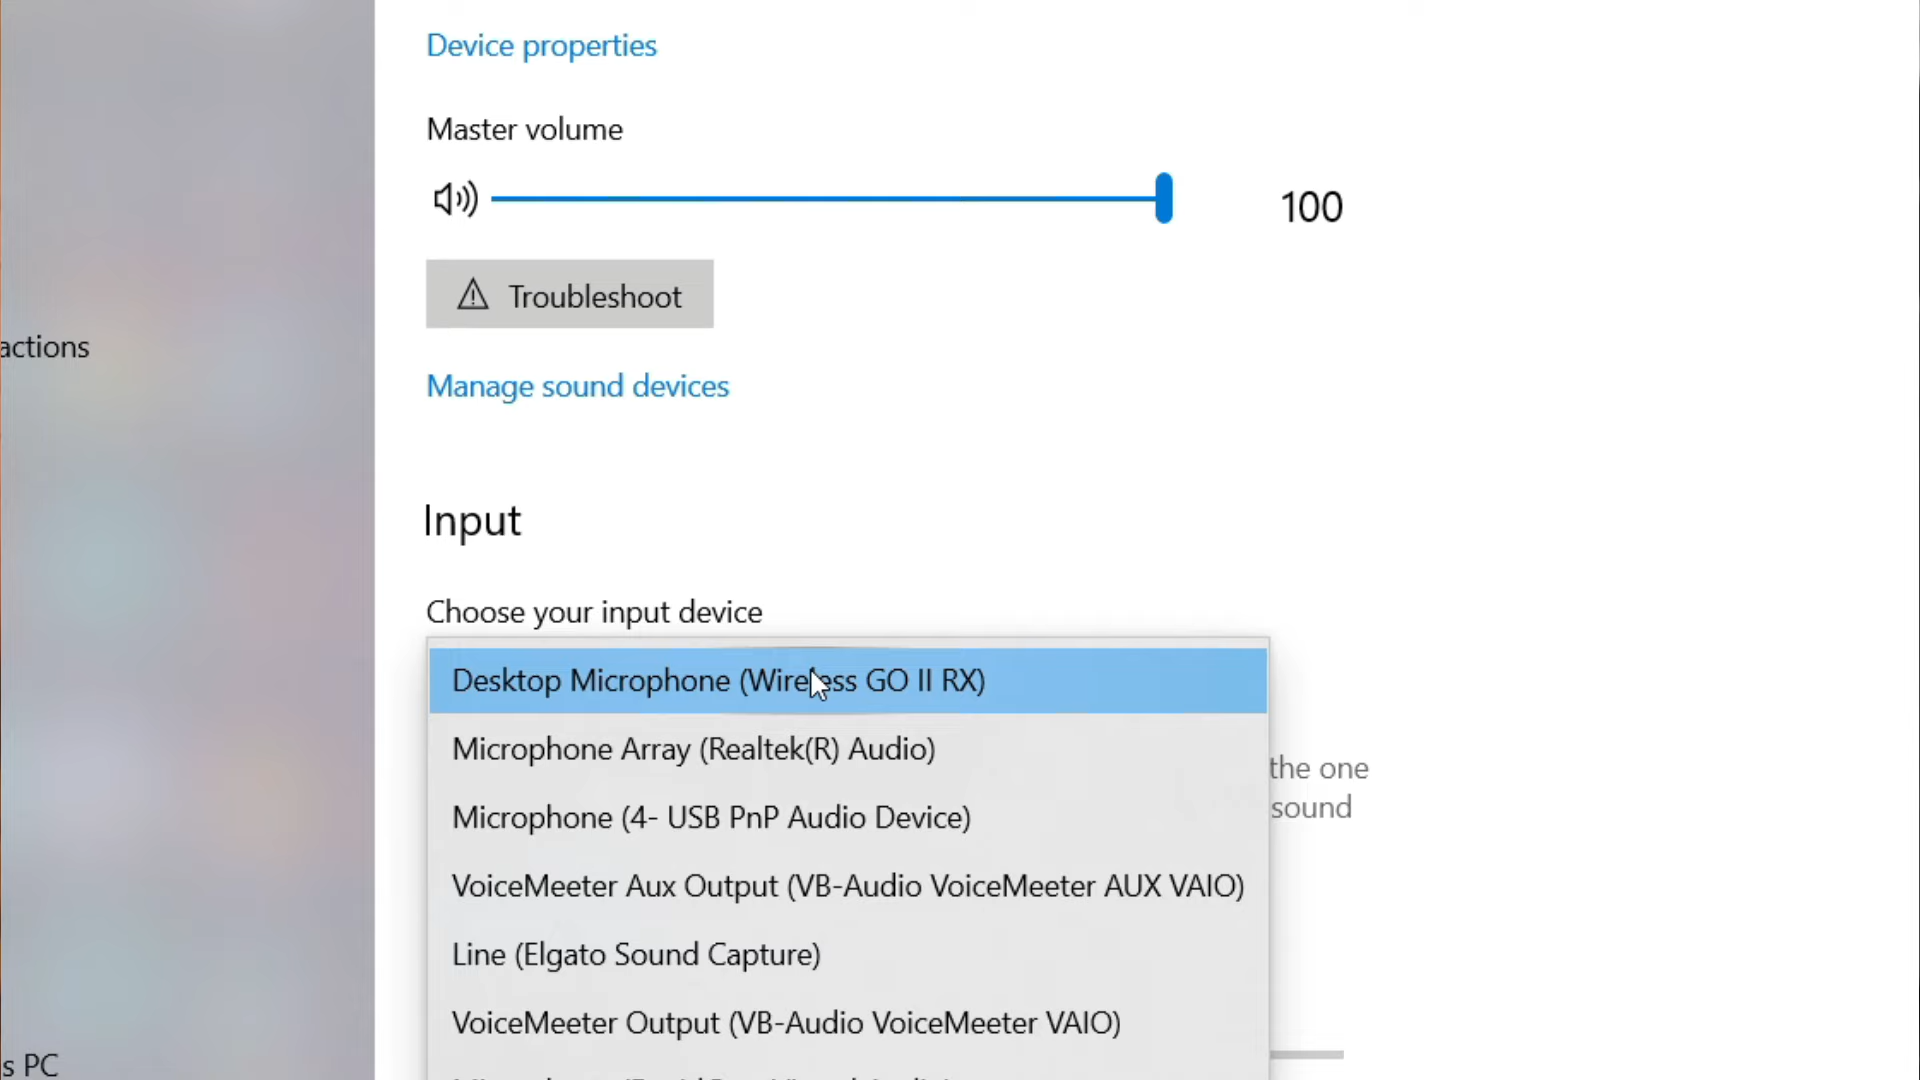 Device properties
Master volume
100
Troubleshoot
actions
Manage sound devices
Input
Choose your input device
Desktop Microphone (Wireless GO II RX)
Microphone Array (Realtek(R) Audio)
the one
Microphone (4- USB PnP Audio Device)
sound
VoiceMeeter Aux Output (VB-Audio VoiceMeeter AUX VAIO)
Line (Elgato Sound Capture)
VoiceMeeter Output (VB-Audio VoiceMeeter VAIO)
s PC